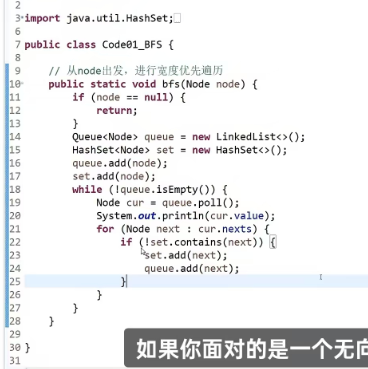 2
3 import java.util.HashSet;
6
7 public class Code01_BFS {
8
9 // 从node出发，进行宽度优先遍历
10 public static void bfs(Node node) {
11 if (node == null) {
12 return;
13 }
14 Queue<Node> queue = new LinkedList<>();
15 HashSet<Node> set = new HashSet<>();
16 queue.add(node);
17 set.add(node);
18 while (!queue.isEmpty()) {
19 Node cur = queue.poll();
20 System.out.println(cur.value);
21 for (Node next : cur.nexts) {
22 if (!set.contains(next)) {
23 set.add(next);
24 queue.add(next);
25 }
26 }
27 }
28 }
29
30 }
31
如果你面对的是一个无向